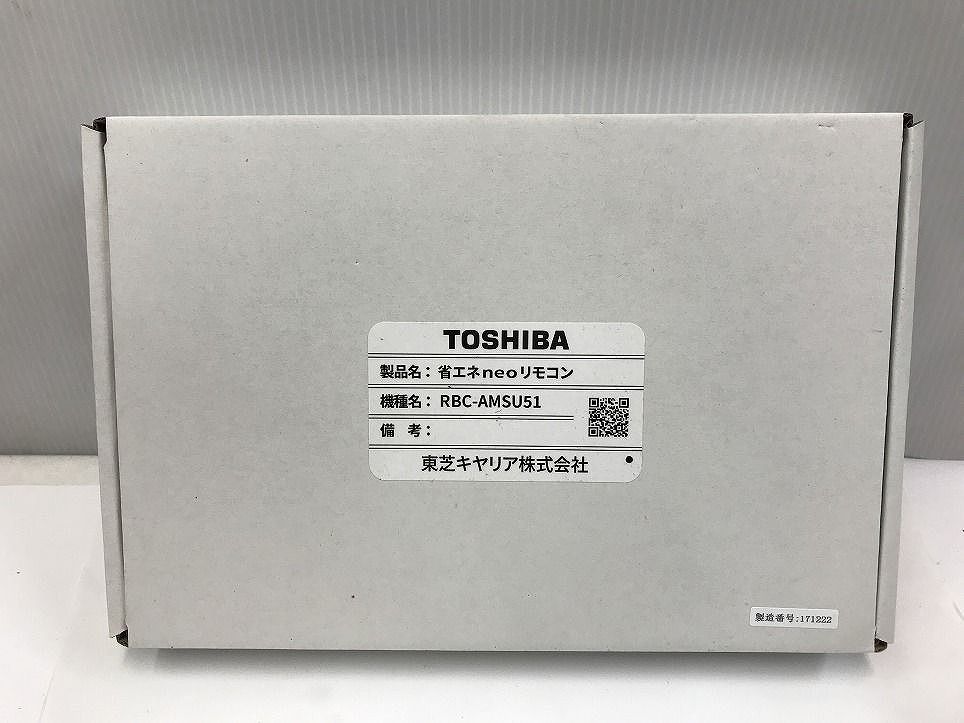 TOSHIBA
製品名：省エネneoリモコン
機種名：RBC-AMSU51
備 考：
東芝キヤリア株式会社
製造番号:171222